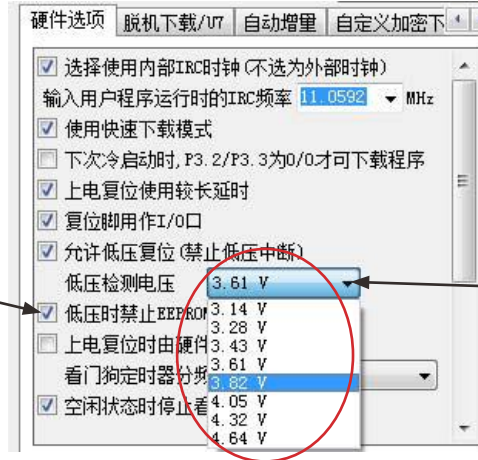 硬件选项 脱机下载/U7 自动增量 自定义加密下
选择使用内部IRC时钟(不选为外部时钟)
输入用户程序运行时的IRC频率 11.0592 MHz
使用快速下载模式
下次冷启动时,P3.2/P3.3为0/0才可下载程序
上电复位使用较长延时
复位脚用作I/O口
允许低压复位(禁止低压中断)
低压检测电压 3.61 V
低压时禁止EEPROM
3.14 V
3.28 V
上电复位时由硬件
3.43 V
3.61 V
看门狗定时器分频
3.82 V
空闲状态时停止看
4.05 V
4.32 V
4.64 V